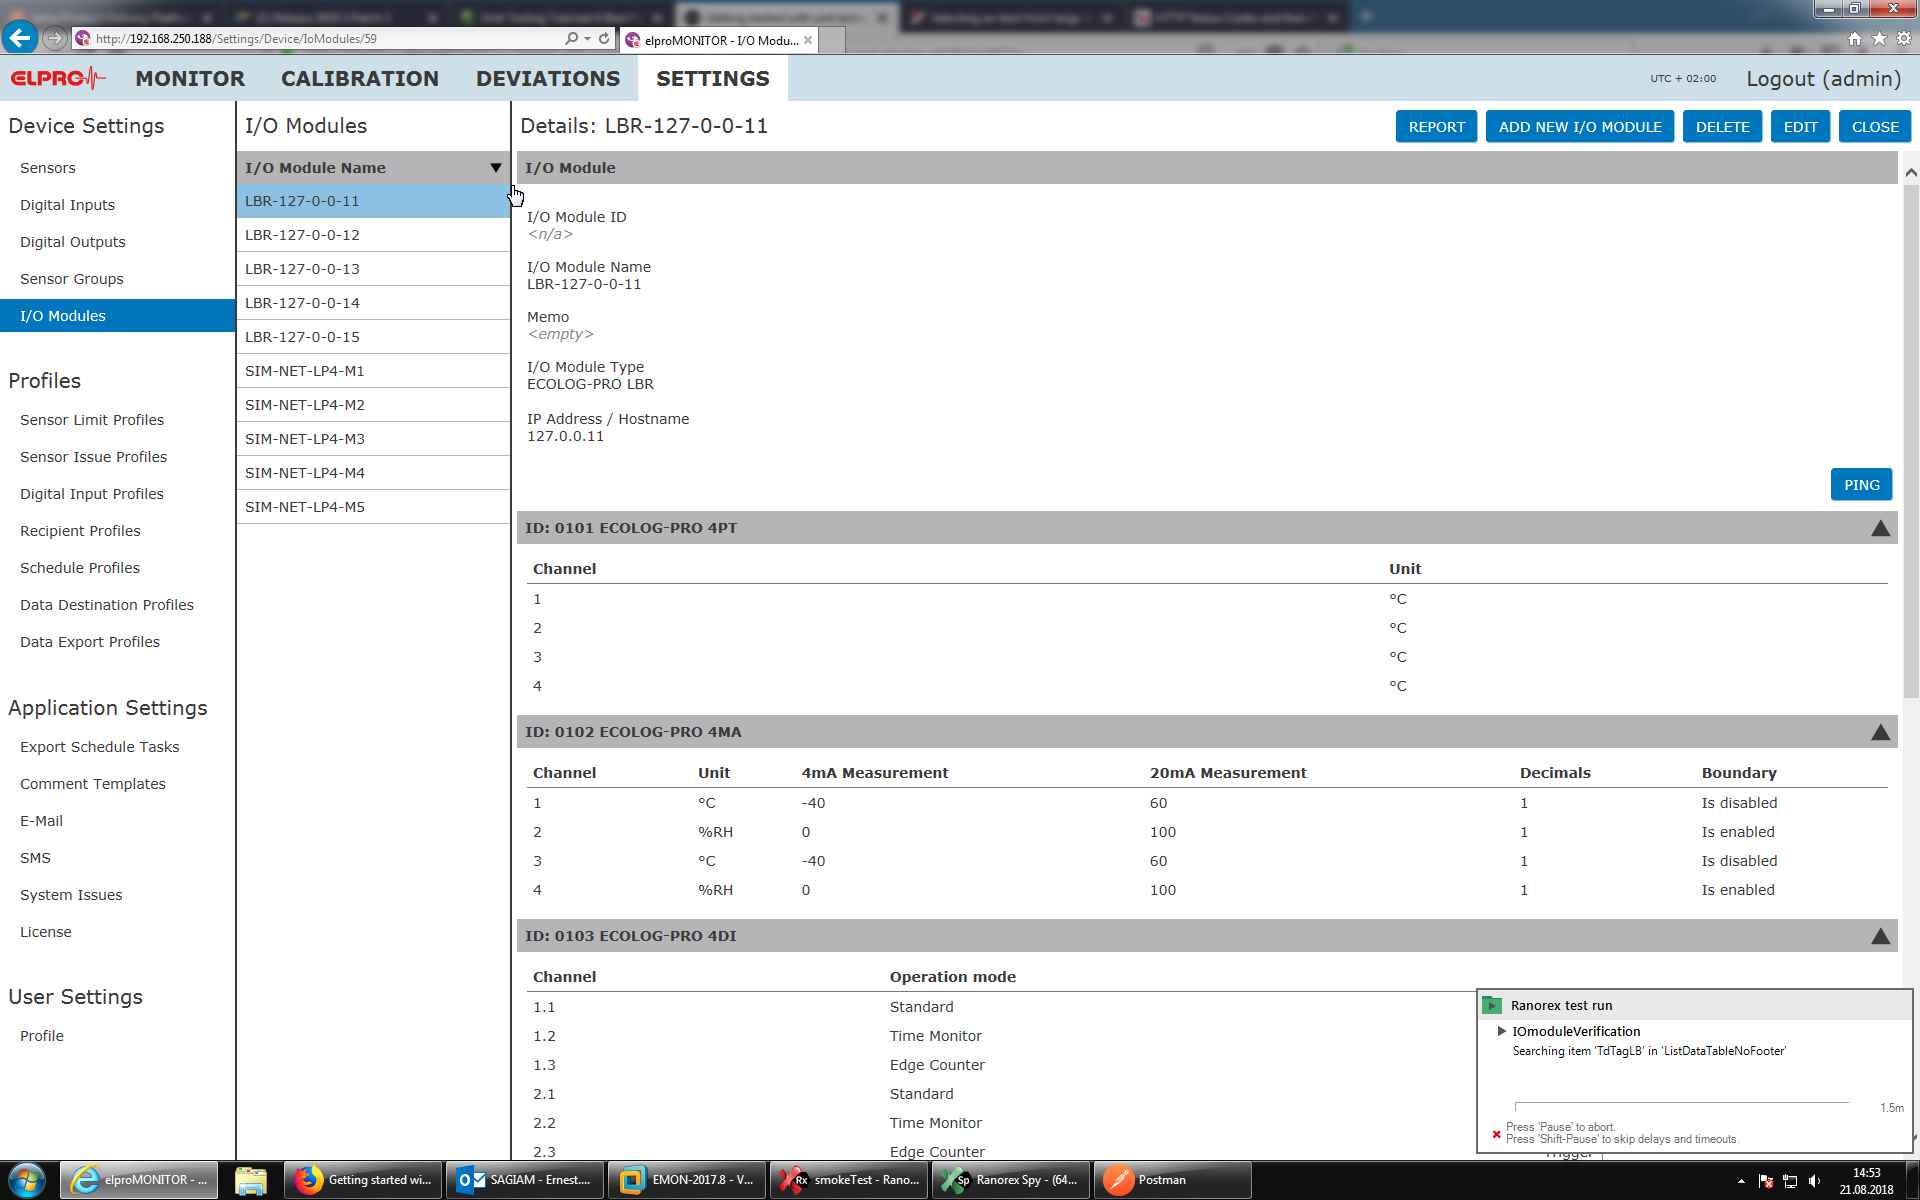 http://192.168.250.188/Settings/Device/IoModules/59
elproMONITOR - I/O Modu...
ELPRO
MONITOR
CALIBRATION
DEVIATIONS
SETTINGS
UTC + 02:00
Logout (admin)
Device Settings
Sensors
Digital Inputs
Digital Outputs
Sensor Groups
I/O Modules
Profiles
Sensor Limit Profiles
Sensor Issue Profiles
Digital Input Profiles
Recipient Profiles
Schedule Profiles
Data Destination Profiles
Data Export Profiles
Application Settings
Export Schedule Tasks
Comment Templates
E-Mail
SMS
System Issues
License
User Settings
Profile
I/O Modules
I/O Module Name
LBR-127-0-0-11
LBR-127-0-0-12
LBR-127-0-0-13
LBR-127-0-0-14
LBR-127-0-0-15
SIM-NET-LP4-M1
SIM-NET-LP4-M2
SIM-NET-LP4-M3
SIM-NET-LP4-M4
SIM-NET-LP4-M5
Details: LBR-127-0-0-11
REPORT
ADD NEW I/O MODULE
DELETE
EDIT
CLOSE
I/O Module
I/O Module ID
<n/a>
I/O Module Name
LBR-127-0-0-11
Memo
<empty>
I/O Module Type
ECOLOG-PRO LBR
IP Address / Hostname
127.0.0.11
PING
ID: 0101 ECOLOG-PRO 4PT
Channel Unit
1 °C
2 °C
3 °C
4 °C
ID: 0102 ECOLOG-PRO 4MA
Channel Unit 4mA Measurement 20mA Measurement Decimals Boundary
1 °C -40 60 1 Is disabled
2 %RH 0 100 1 Is enabled
3 °C -40 60 1 Is disabled
4 %RH 0 100 1 Is enabled
ID: 0103 ECOLOG-PRO 4DI
Channel Operation mode
1.1 Standard
1.2 Time Monitor
1.3 Edge Counter
2.1 Standard
2.2 Time Monitor
2.3 Edge Counter
Ranorex test run
IOmoduleVerification
Searching item 'TdTagLB' in 'ListDataTableNoFooter'
1.5m
Press 'Pause' to abort.
Press 'Shift-Pause' to skip delays and timeouts.
elproMONITOR - ...
Getting started wi...
SAGIAM - Ernest....
EMON-2017.8 - V...
Rx
smokeTest - Rano...
Sp
Ranorex Spy - (64...
Postman
14:53
21.08.2018